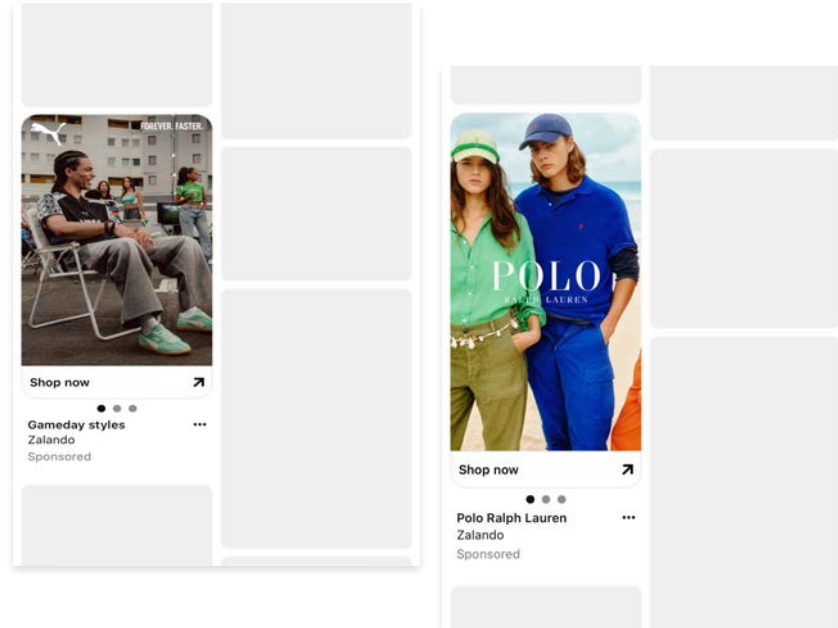 FOREVER. FASTER.
Shop now
Gameday styles
Zalando
Sponsored
POLO
RALPH LAUREN
Shop now
Polo Ralph Lauren
Zalando
Sponsored